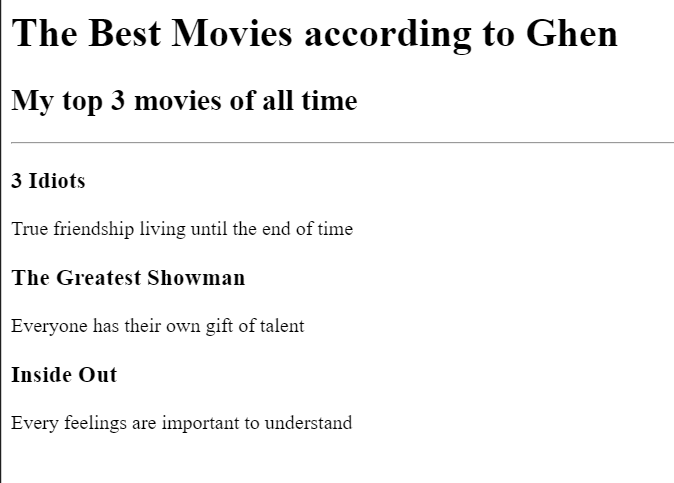 The Best Movies according to Ghen
My top 3 movies of all time
3 Idiots
True friendship living until the end of time
The Greatest Showman
Everyone has their own gift of talent
Inside Out
Every feelings are important to understand